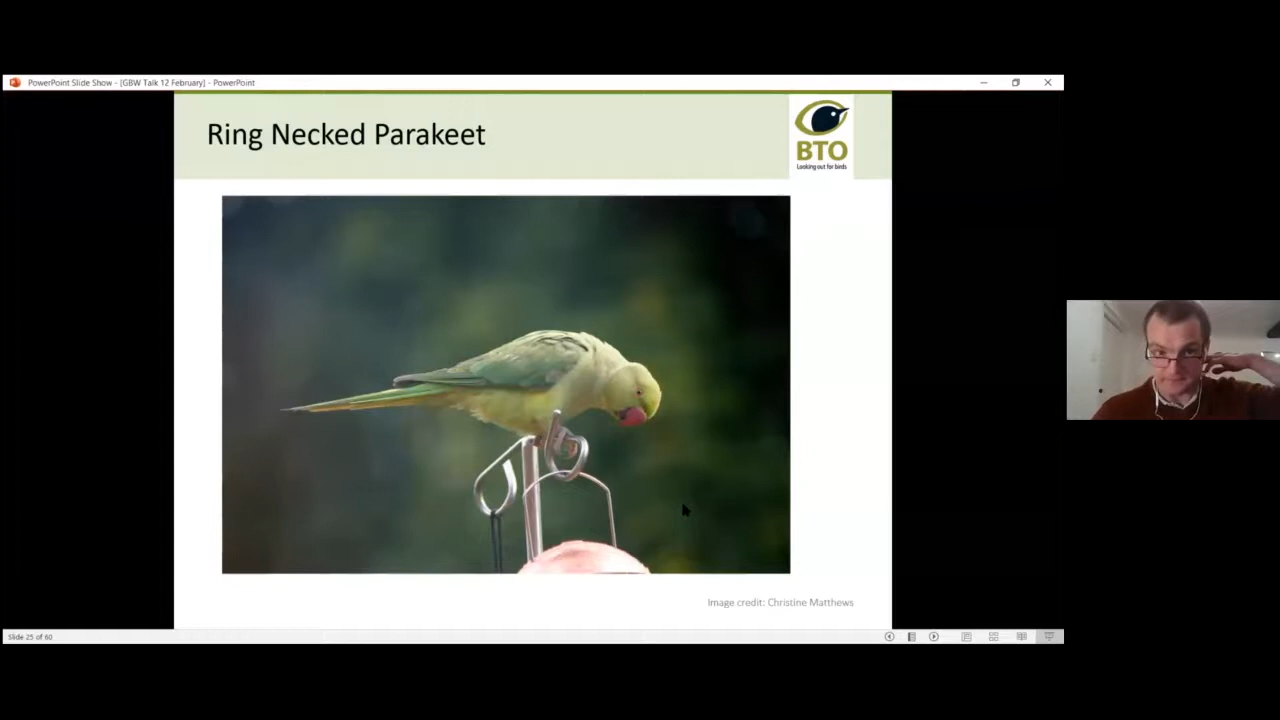 PowerPoint Slide Show - [GBW Talk 12 February] - PowerPoint
Ring Necked Parakeet
BTO
Looking out for birds
Image credit: Christine Matthews
Slide 25 of 60